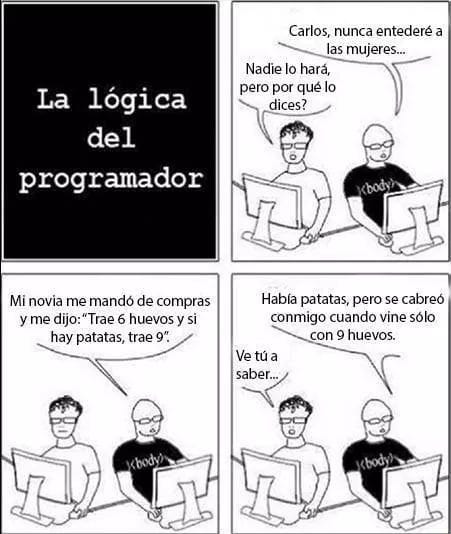 La lógica
del
programador
Carlos, nunca entederé a
las mujeres...
Nadie lo hará,
pero por qué lo
dices?
<body>
Mi novia me mandó de compras
y me dijo: "Trae 6 huevos y si
hay patatas, trae 9".
<body>
Había patatas, pero se cabreó
conmigo cuando vine sólo
con 9 huevos.
Ve tú a
saber...
<body>